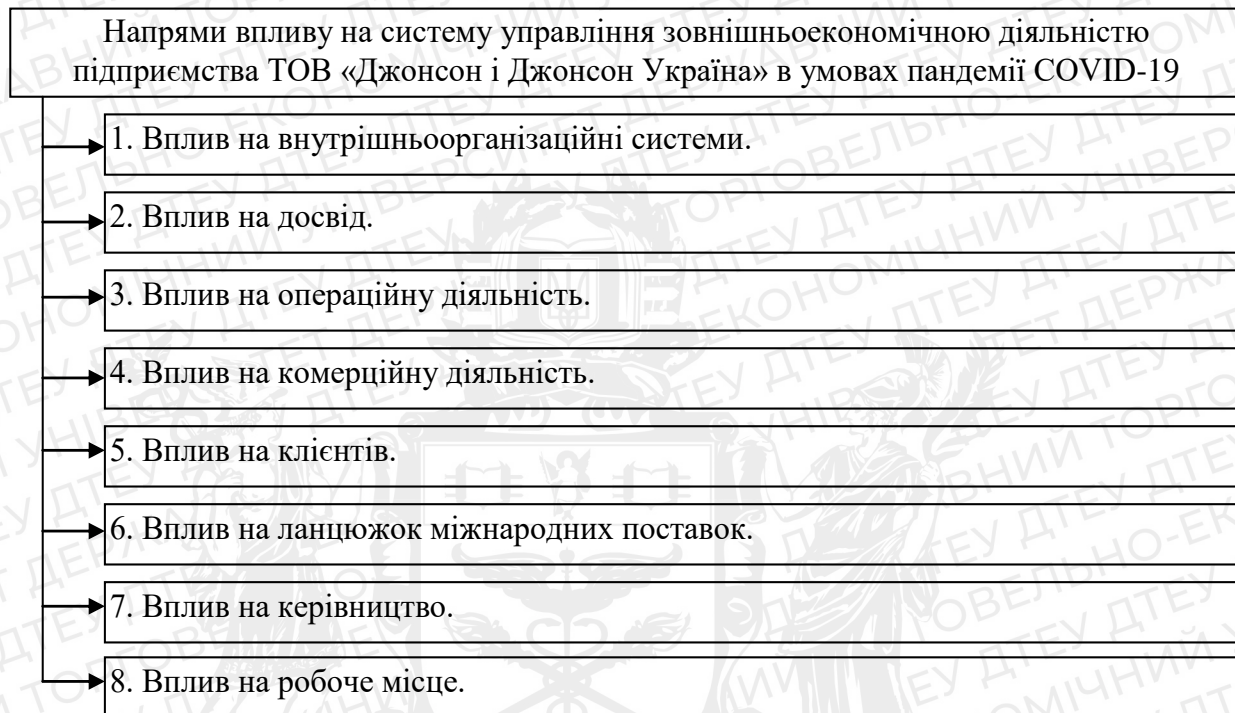 Напрями впливу на систему управління зовнішньоекономічною діяльністю
підприємства ТОВ «Джонсон і Джонсон Україна» в умовах пандемії COVID-19
1. Вплив на внутрішньоорганізаційні системи.
2. Вплив на досвід.
3. Вплив на операційну діяльність.
4. Вплив на комерційну діяльність.
5. Вплив на клієнтів.
6. Вплив на ланцюжок міжнародних поставок.
7. Вплив на керівництво.
8. Вплив на робоче місце.